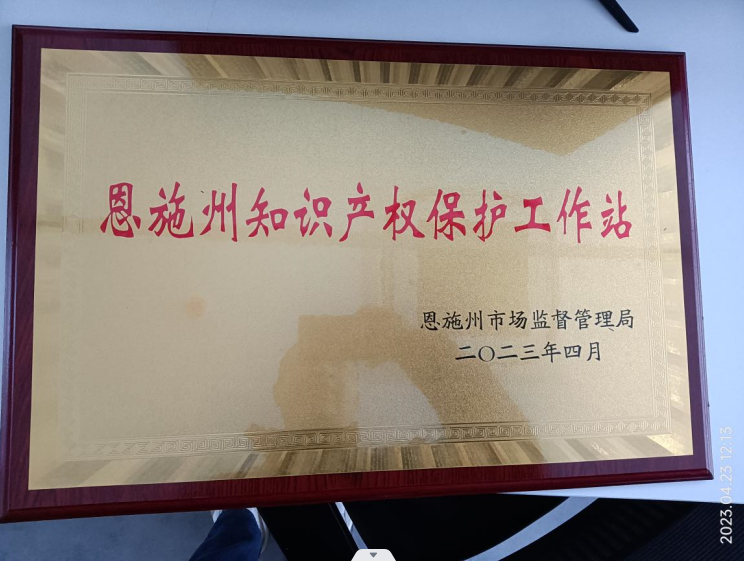 恩施州知识产权保护工作站
恩施州市场监督管理局
二〇二三年四月
2023.04.23 12:13